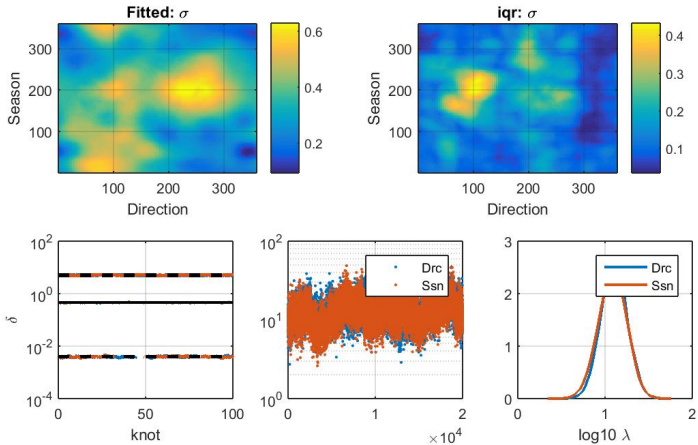 Fitted: σ
iqr: σ
Season
300
200
100
100 200 300
Direction
0.6
0.4
0.2
Season
300
200
100
100 200 300
Direction
0.4
0.3
0.2
0.1
δ
10^2
10^0
10^-2
10^-4
0 50 100
knot
10^2
10^1
10^0
0 1 2
×10^4
Drc
Ssn
3
2
1
0
0 1 2
log10 λ
Drc
Ssn